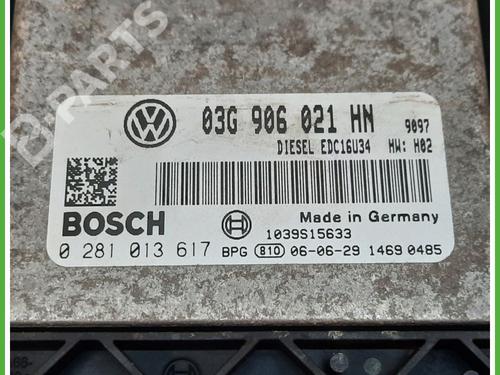 B-PARTS
03G 906 021 HN 9097
DIESEL EDC16U34 HW: H02
BOSCH
Made in Germany
1039S15633
0 281 013 617 BPG 810 06-06-29 1469 0485